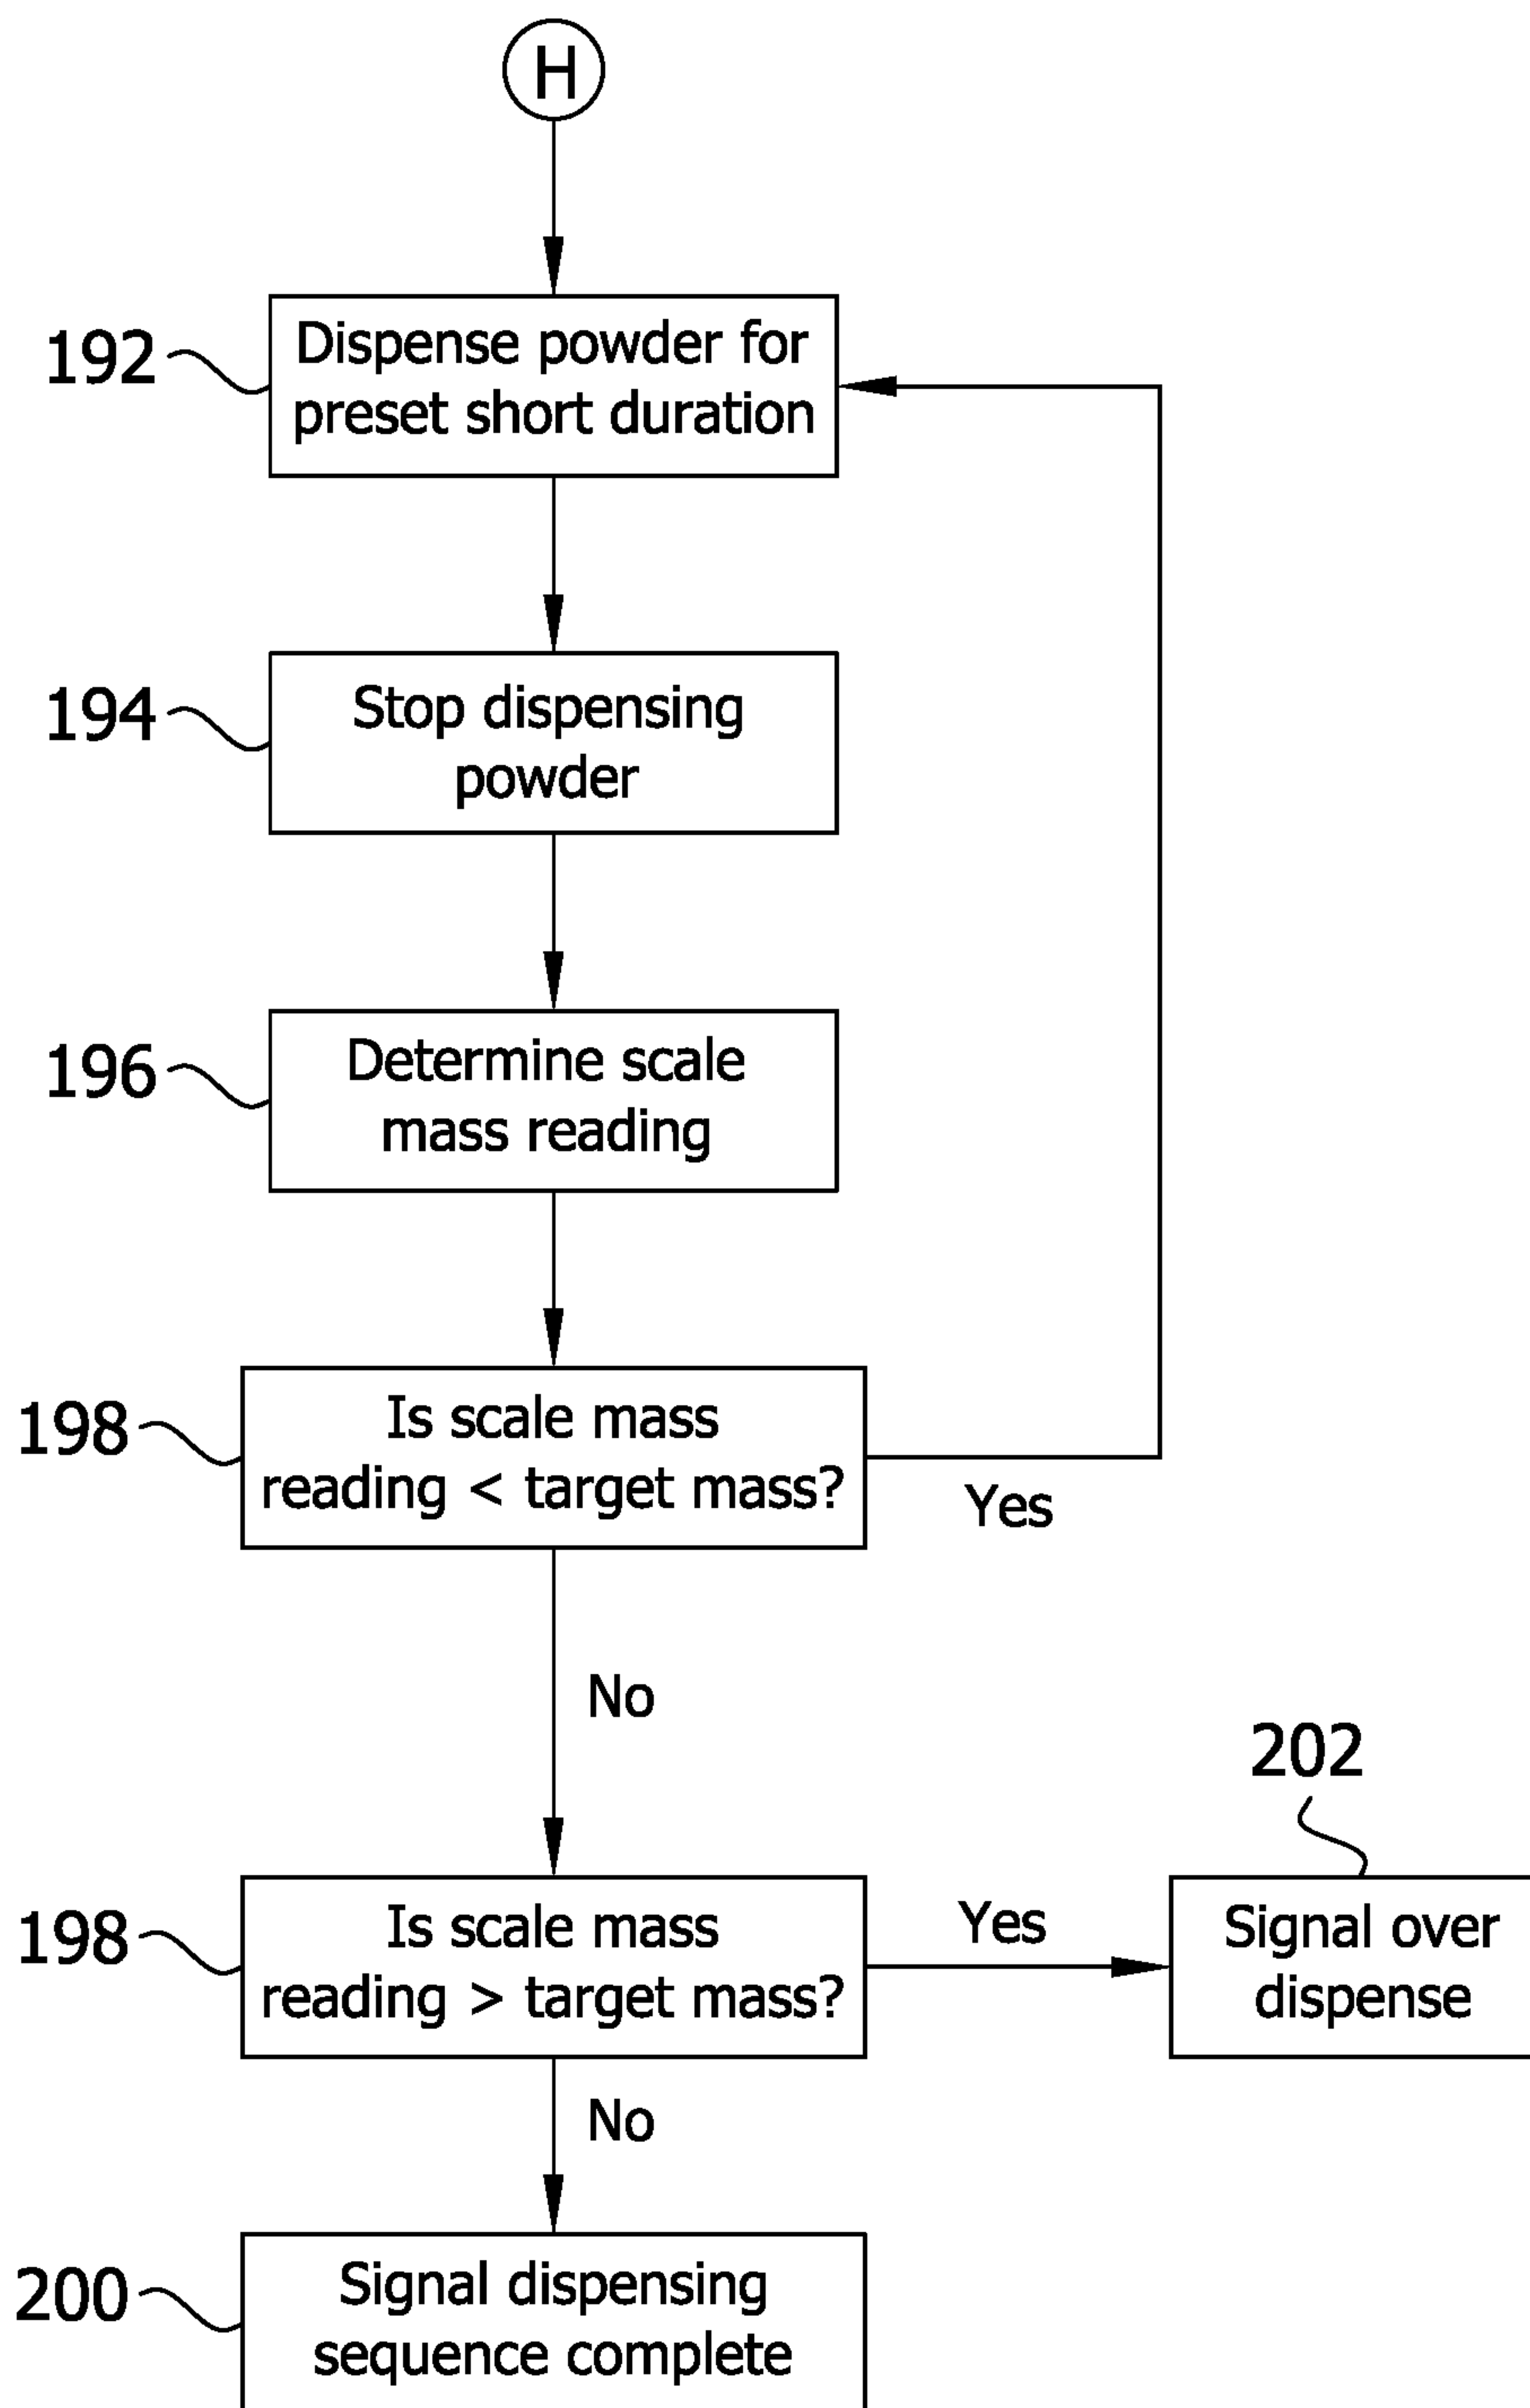 H
192
Dispense powder for
preset short duration
194
Stop dispensing
powder
196
Determine scale
mass reading
198
Is scale mass
reading < target mass?
Yes
No
202
198
Is scale mass
reading > target mass?
Yes
Signal over
dispense
No
200
Signal dispensing
sequence complete